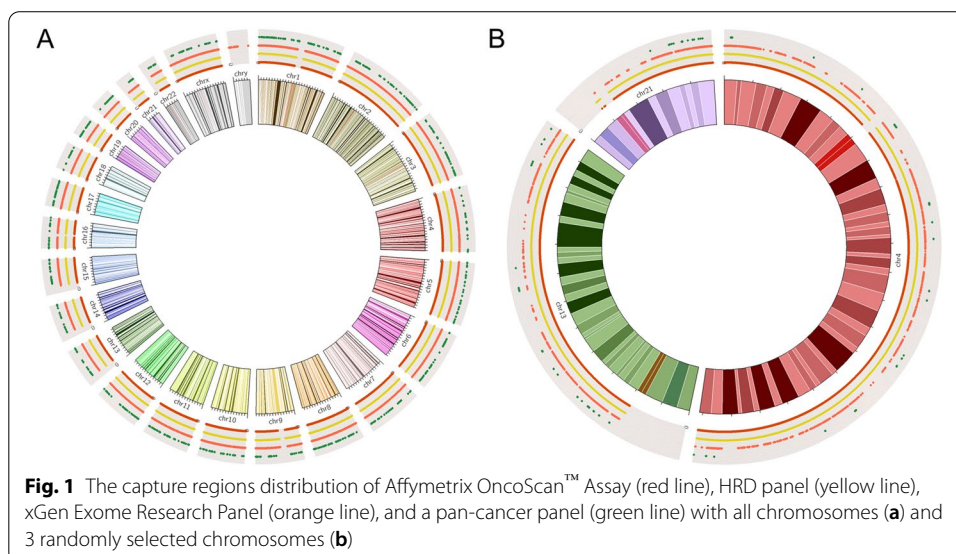 A
chr1
chr2
chr3
chr4
chr5
chr6
chr7
chr8
chr9
chr10
chr11
chr12
chr13
chr14
chr15
chr16
chr17
chr18
chr19
chr20
chr21
chr22
chrx
chry
B
chr21
chr4
chr13
Fig. 1 The capture regions distribution of Affymetrix OncoScan™ Assay (red line), HRD panel (yellow line),
xGen Exome Research Panel (orange line), and a pan-cancer panel (green line) with all chromosomes (a) and
3 randomly selected chromosomes (b)